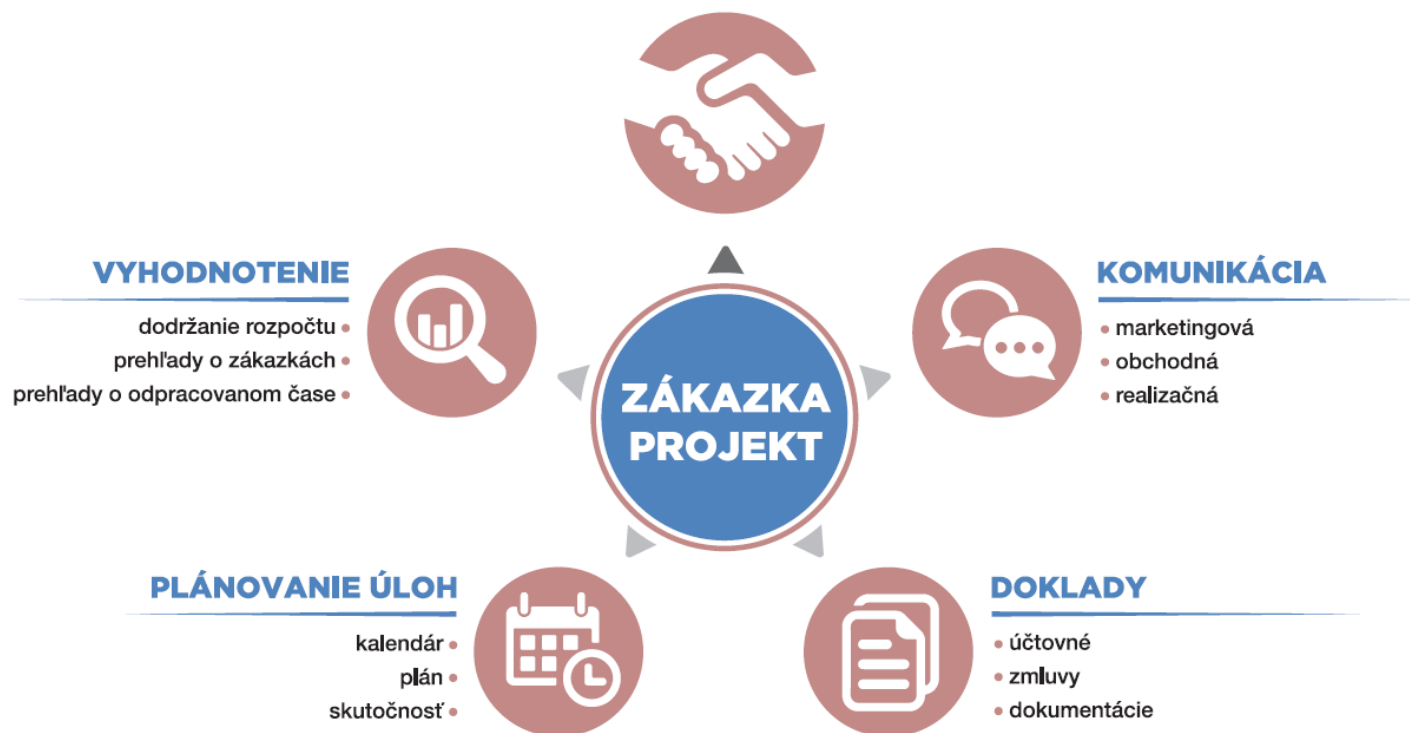 VYHODNOTENIE
dodržanie rozpočtu •
prehľady o zákazkách •
prehľady o odpracovanom čase •
KOMUNIKÁCIA
• marketingová
• obchodná
• realizačná
ZÁKAZKA
PROJEKT
PLÁNOVANIE ÚLOH
kalendár •
plán •
skutočnosť •
DOKLADY
• účtovné
• zmluvy
• dokumentácie